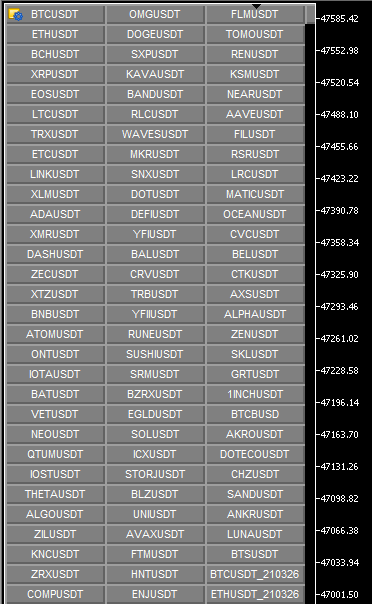 BTCUSDT OMGUSDT FLMUSDT
ETHUSDT DOGEUSDT TOMOUSDT
BCHUSDT SXPUSDT RENUSDT
XRPUSDT KAVAUSDT KSMUSDT
EOSUSDT BANDUSDT NEARUSDT
LTCUSDT RLCUSDT AAVEUSDT
TRXUSDT WAVESUSDT FILUSDT
ETCUSDT MKRUSDT RSRUSDT
LINKUSDT SNXUSDT LRCUSDT
XLMUSDT DOTUSDT MATICUSDT
ADAUSDT DEFIUSDT OCEANUSDT
XMRUSDT YFIUSDT CVCUSDT
DASHUSDT BALUSDT BELUSDT
ZECUSDT CRVUSDT CTKUSDT
XTZUSDT TRBUSDT AXSUSDT
BNBUSDT YFIIUSDT ALPHAUSDT
ATOMUSDT RUNEUSDT ZENUSDT
ONTUSDT SUSHIUSDT SKLUSDT
IOTAUSDT SRMUSDT GRTUSDT
BATUSDT BZRXUSDT 1INCHUSDT
VETUSDT EGLDUSDT BTCBUSD
NEOUSDT SOLUSDT AKROUSDT
QTUMUSDT ICXUSDT DOTECOUSDT
IOSTUSDT STORJUSDT CHZUSDT
THETAUSDT BLZUSDT SANDUSDT
ALGOUSDT UNIUSDT ANKRUSDT
ZILUSDT AVAXUSDT LUNAUSDT
KNCUSDT FTMUSDT BTSUSDT
ZRXUSDT HNTUSDT BTCUSDT_210326
COMPUSDT ENJUSDT ETHUSDT_210326
47585.42
47552.98
47520.54
47488.10
47455.66
47423.22
47390.78
47358.34
47325.90
47293.46
47261.02
47228.58
47196.14
47163.70
47131.26
47098.82
47066.38
47033.94
47001.50